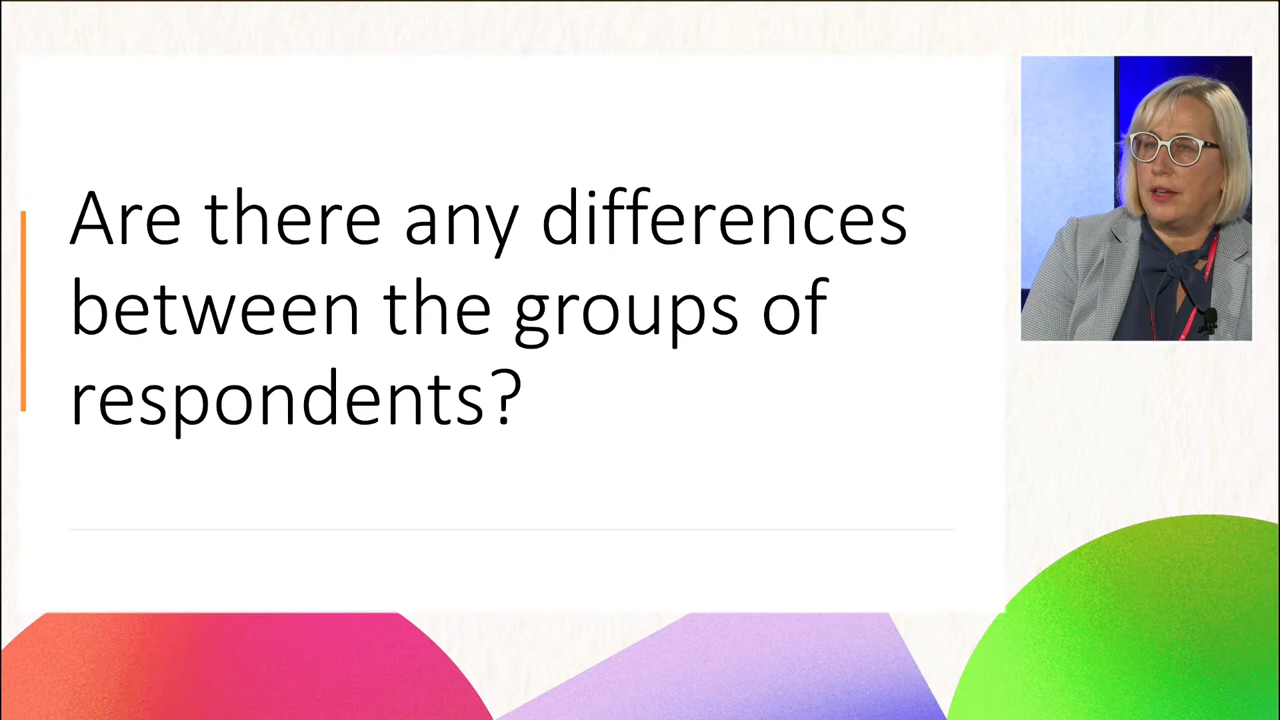 Are there any differences
between the groups of
respondents?